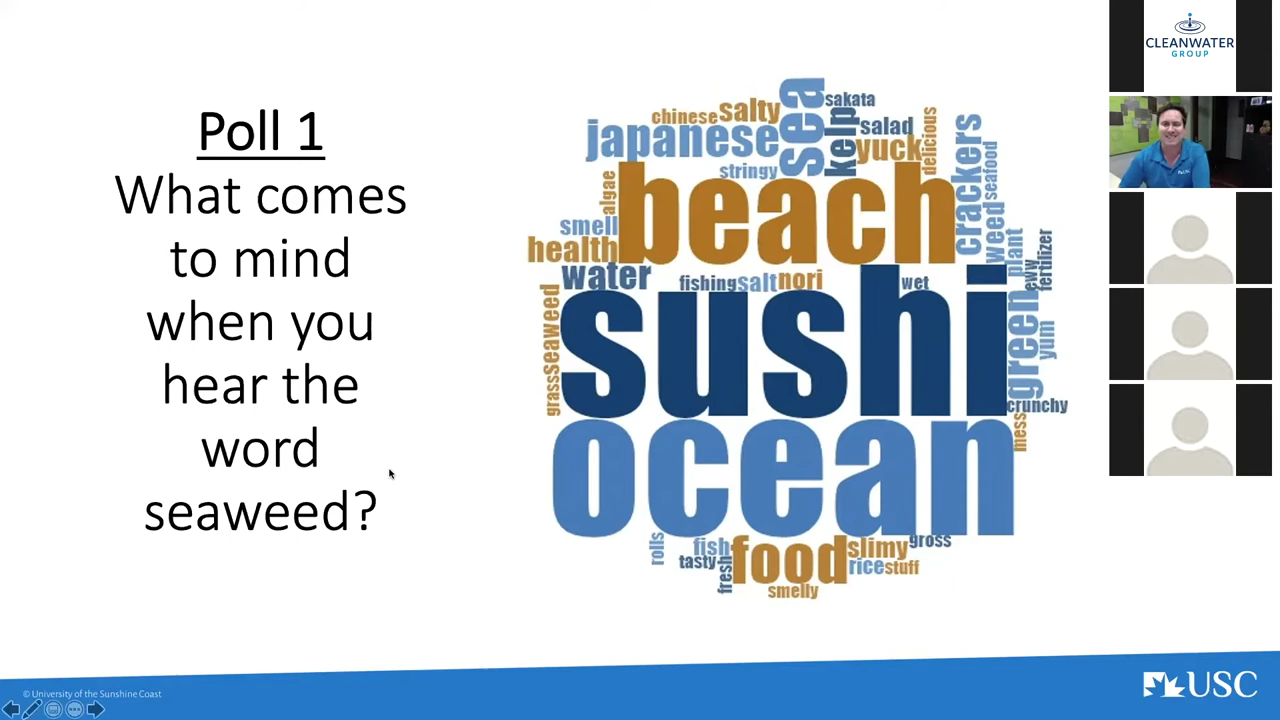 Poll 1
What comes
to mind
when you
hear the
word
seaweed?
sea
sakata
chinese
salty
japanese
kelp
salad
yuck
delicious
crackers
seafood
stringy
algae
beach
weed
smell
health
plant
eww
fertilizer
water
fishing
salt
nori
wet
seaweed
grass
sushi
green
yum
crunchy
mess
ocean
rolls
fish
tasty
fresh
food
slimy
gross
rice
stuff
smelly
CLEANWATER
GROUP
USC
© University of the Sunshine Coast
USC